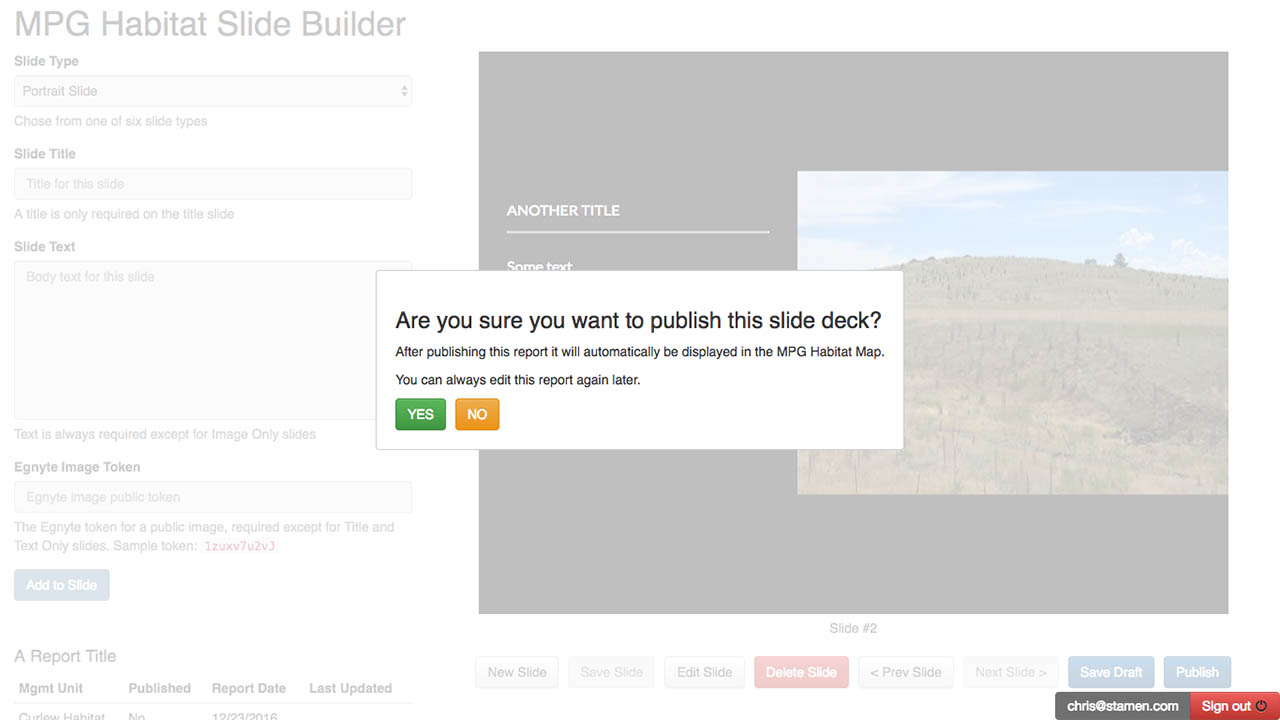 MPG Habitat Slide Builder
Slide Type
Portrait Slide
Chose from one of six slide types
Slide Title
Title for this slide
A title is only required on the title slide
Slide Text
Body text for this slide
Text is always required except for Image Only slides
Egnyte Image Token
Egnyte image public token
The Egnyte token for a public image, required except for Title and
Text Only slides. Sample token: 1zuxv7u2vJ
Add to Slide
A Report Title
Mgmt Unit Published Report Date Last Updated
Curlew Habitat No 12/23/2016
ANOTHER TITLE
Some text
Are you sure you want to publish this slide deck?
After publishing this report it will automatically be displayed in the MPG Habitat Map.
You can always edit this report again later.
YES NO
Slide #2
New Slide Save Slide Edit Slide Delete Slide < Prev Slide Next Slide > Save Draft Publish
chris@stamen.com Sign out